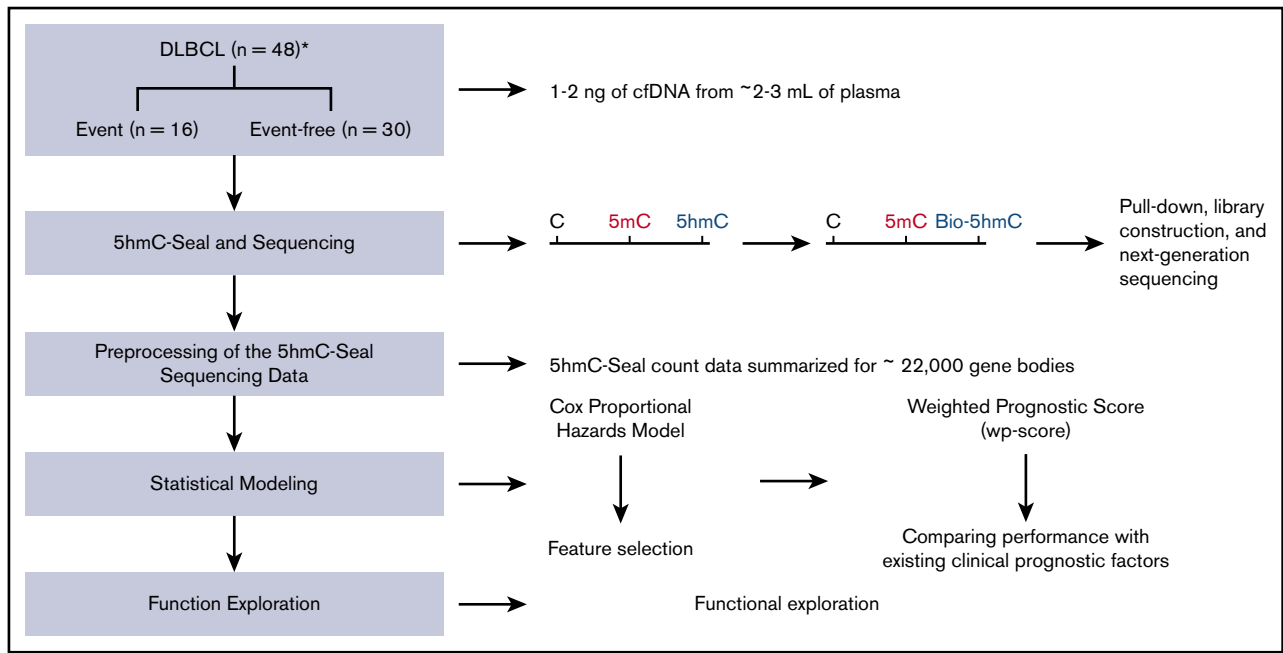 DLBCL (n = 48)*
Event (n = 16)
Event-free (n = 30)
1-2 ng of cfDNA from ~2-3 mL of plasma
5hmC-Seal and Sequencing
C 5mC 5hmC
C 5mC Bio-5hmC
Pull-down, library
construction, and
next-generation
sequencing
Preprocessing of the 5hmC-Seal
Sequencing Data
5hmC-Seal count data summarized for ~ 22,000 gene bodies
Statistical Modeling
Cox Proportional
Hazards Model
Feature selection
Weighted Prognostic Score
(wp-score)
Comparing performance with
existing clinical prognostic factors
Function Exploration
Functional exploration